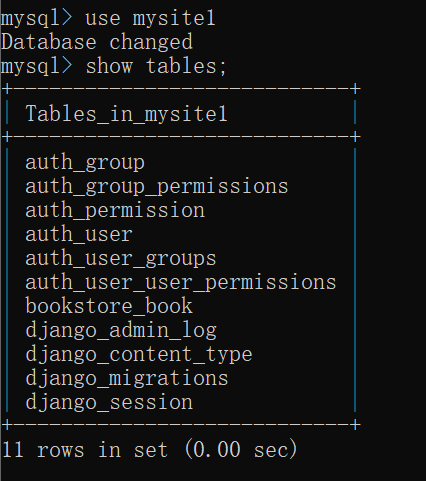 mysql> use mysite1
Database changed
mysql> show tables;
+----------------------------+
| Tables_in_mysite1          |
+----------------------------+
| auth_group                 |
| auth_group_permissions     |
| auth_permission            |
| auth_user                  |
| auth_user_groups           |
| auth_user_user_permissions |
| bookstore_book             |
| django_admin_log           |
| django_content_type        |
| django_migrations          |
| django_session             |
+----------------------------+
11 rows in set (0.00 sec)